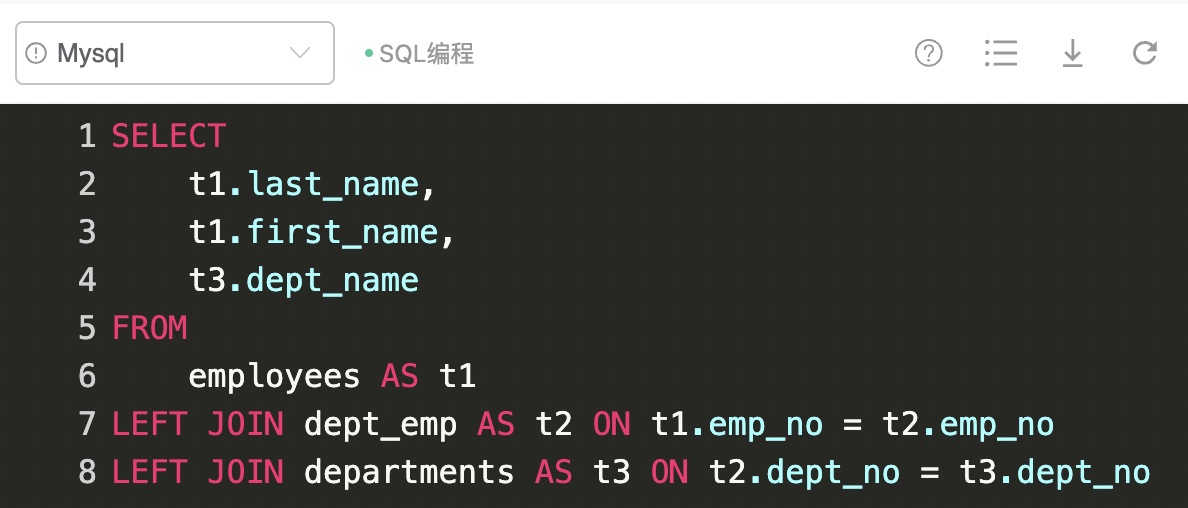 Mysql SQL编程
1 SELECT
2     t1.last_name,
3     t1.first_name,
4     t3.dept_name
5 FROM
6     employees AS t1
7 LEFT JOIN dept_emp AS t2 ON t1.emp_no = t2.emp_no
8 LEFT JOIN departments AS t3 ON t2.dept_no = t3.dept_no